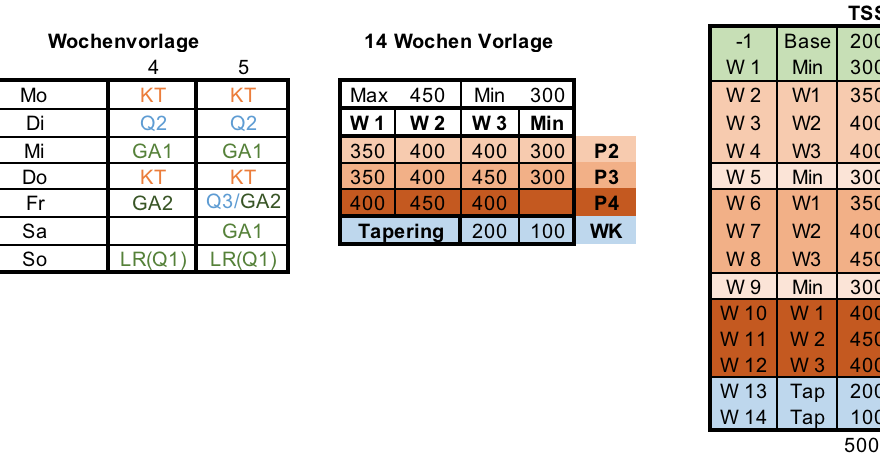 Wochenvorlage
4 5
Mo KT KT
Di Q2 Q2
Mi GA1 GA1
Do KT KT
Fr GA2 Q3/GA2
Sa GA1
So LR(Q1) LR(Q1)
14 Wochen Vorlage
Max 450 Min 300
W 1 W 2 W 3 Min
350 400 400 300 P2
350 400 450 300 P3
400 450 400 P4
Tapering 200 100 WK
TSS
-1 Base 200
W 1 Min 300
W 2 W1 350
W 3 W2 400
W 4 W3 400
W 5 Min 300
W 6 W1 350
W 7 W2 400
W 8 W3 450
W 9 Min 300
W 10 W 1 400
W 11 W 2 450
W 12 W 3 400
W 13 Tap 200
W 14 Tap 100
500